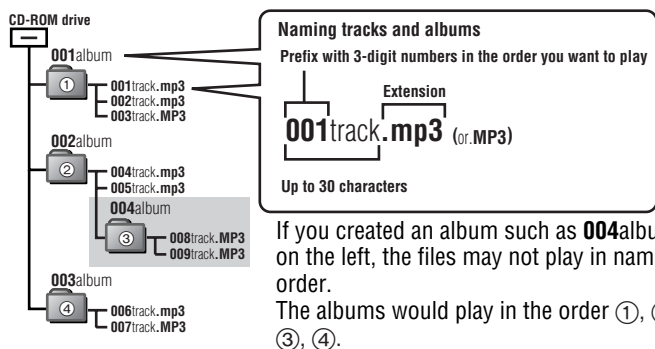 CD-ROM drive
001album
①
001track.mp3
002track.mp3
003track.MP3
002album
②
004track.mp3
005track.mp3
004album
③
008track.MP3
009track.MP3
003album
④
006track.mp3
007track.MP3
Naming tracks and albums
Prefix with 3-digit numbers in the order you want to play
Extension
001track.mp3 (or.MP3)
Up to 30 characters
If you created an album such as 004albu
on the left, the files may not play in nam
order.
The albums would play in the order ①,
③, ④.